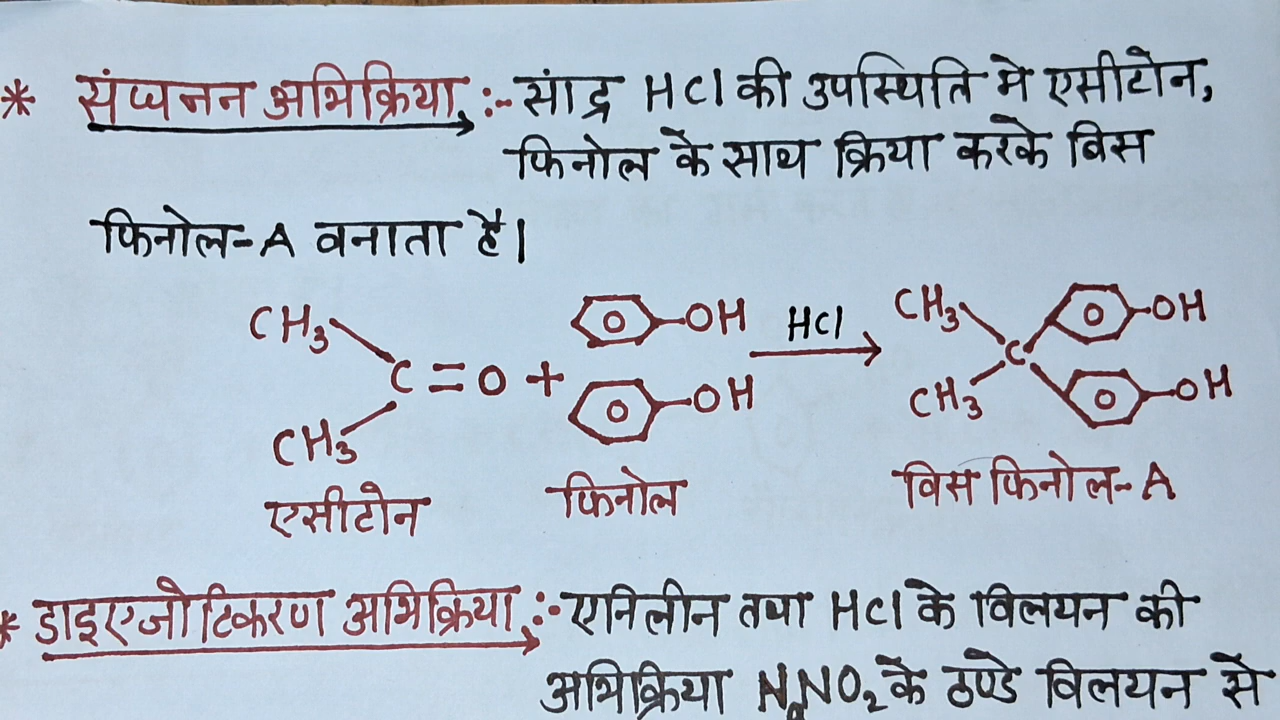 * संघनन अभिक्रिया :- सांद्र HCl की उपस्थिति मे एसीटोन,
फिनोल के साथ क्रिया करके बिस
फिनोल-A वनाता है।
CH₃ CH₃ C=O + OH OH HCl CH₃ CH₃ C OH OH
एसीटोन फिनोल विस फिनोल-A
* डाइएजोटिकरण अभिक्रिया :- एनिलीन तथा HCl के विलयन की
अभिक्रिया NaNO₂ के ठण्डे विलयन से